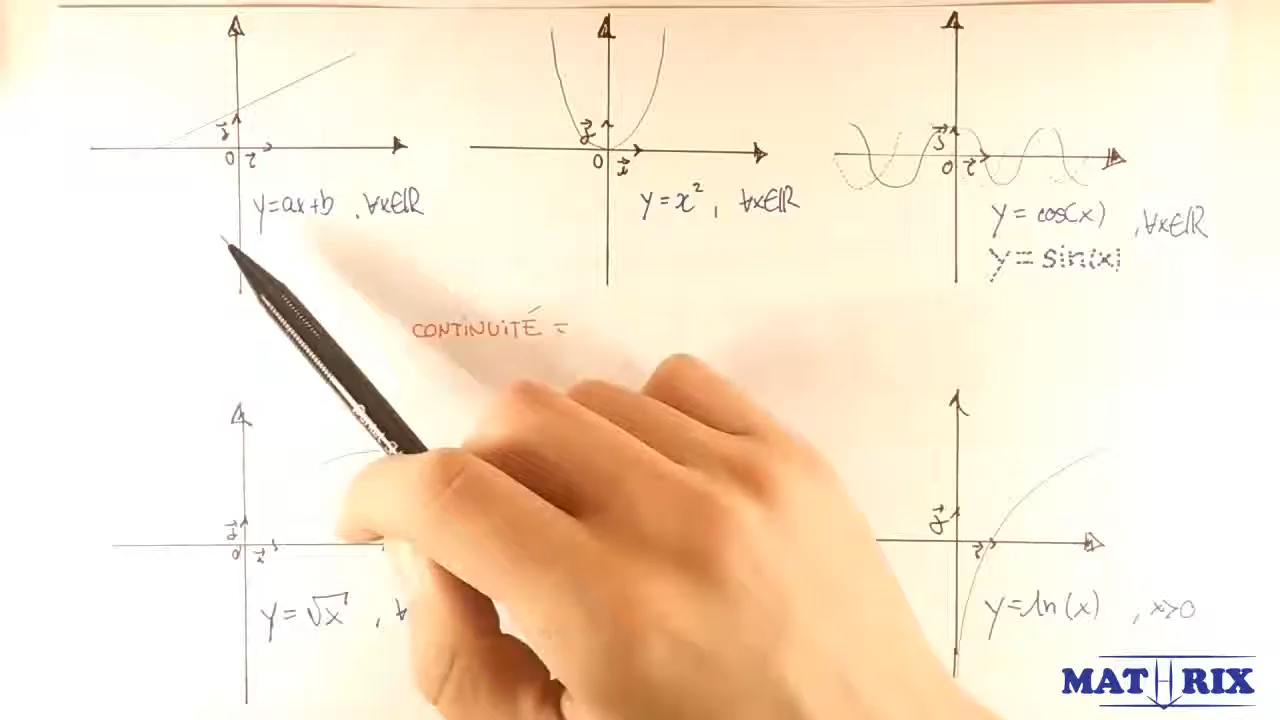 y=ax+b , ∀x∈ℝ
y=x², ∀x∈ℝ
y=cos(x)
y=sin(x) , ∀x∈ℝ
CONTINUITÉ =
y=√x , ∀
y=ln(x) , x>0
j⃗
0 i⃗
j⃗
0 i⃗
j⃗
0 i⃗
j⃗
0 i⃗
j⃗
i⃗
MATHRIX